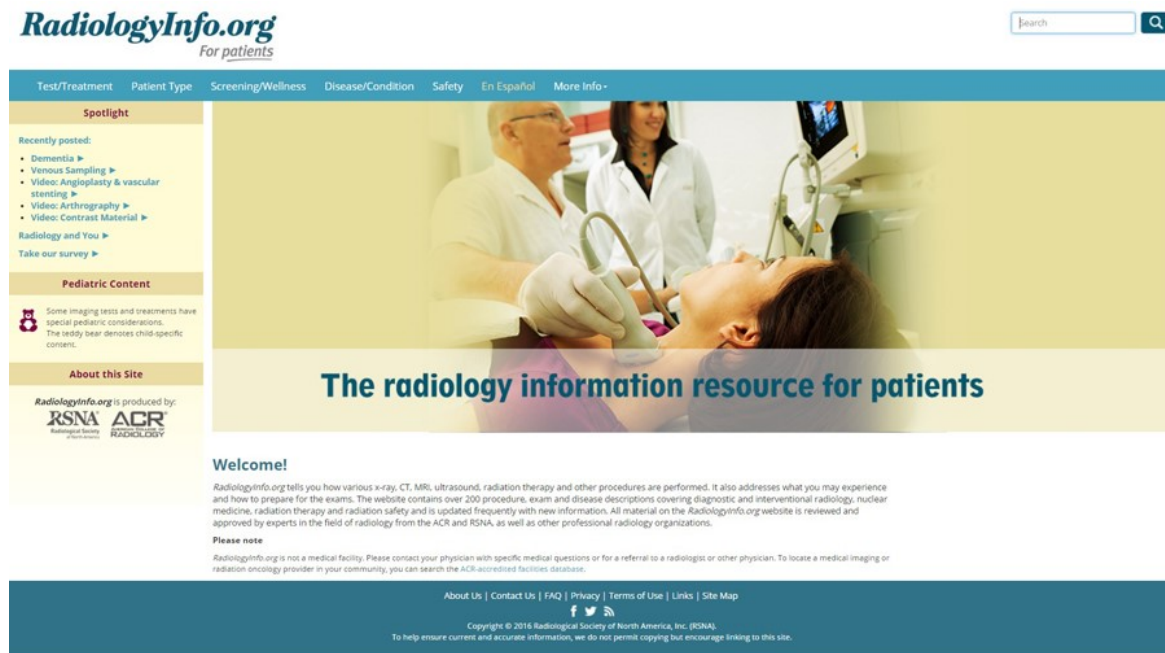 RadiologyInfo.org
For patients
Search
Test/Treatment Patient Type Screening/Wellness Disease/Condition Safety En Español More Info
Spotlight
Recently posted:
Dementia ►
Venous Sampling ►
Video: Angioplasty & vascular
stenting ►
Video: Arthrography ►
Video: Contrast Material ►
Radiology and You ►
Take our survey ►
Pediatric Content
Some imaging tests and treatments have
special pediatric considerations.
The teddy bear denotes child-specific
content.
About this Site
RadiologyInfo.org is produced by:
RSNA ACR
Radiological Society AMERICAN COLLEGE OF
of North America RADIOLOGY
The radiology information resource for patients
Welcome!
RadiologyInfo.org tells you how various x-ray, CT, MRI, ultrasound, radiation therapy and other procedures are performed. It also addresses what you may experience
and how to prepare for the exams. The website contains over 200 procedure, exam and disease descriptions covering diagnostic and interventional radiology, nuclear
medicine, radiation therapy and radiation safety and is updated frequently with new information. All material on the RadiologyInfo.org website is reviewed and
approved by experts in the field of radiology from the ACR and RSNA, as well as other professional radiology organizations.
Please note
RadiologyInfo.org is not a medical facility. Please contact your physician with specific medical questions or for a referral to a radiologist or other physician. To locate a medical imaging or
radiation oncology provider in your community, you can search the ACR-accredited facilities database.
About Us | Contact Us | FAQ | Privacy | Terms of Use | Links | Site Map
Copyright © 2016 Radiological Society of North America, Inc. (RSNA).
To help ensure current and accurate information, we do not permit copying but encourage linking to this site.